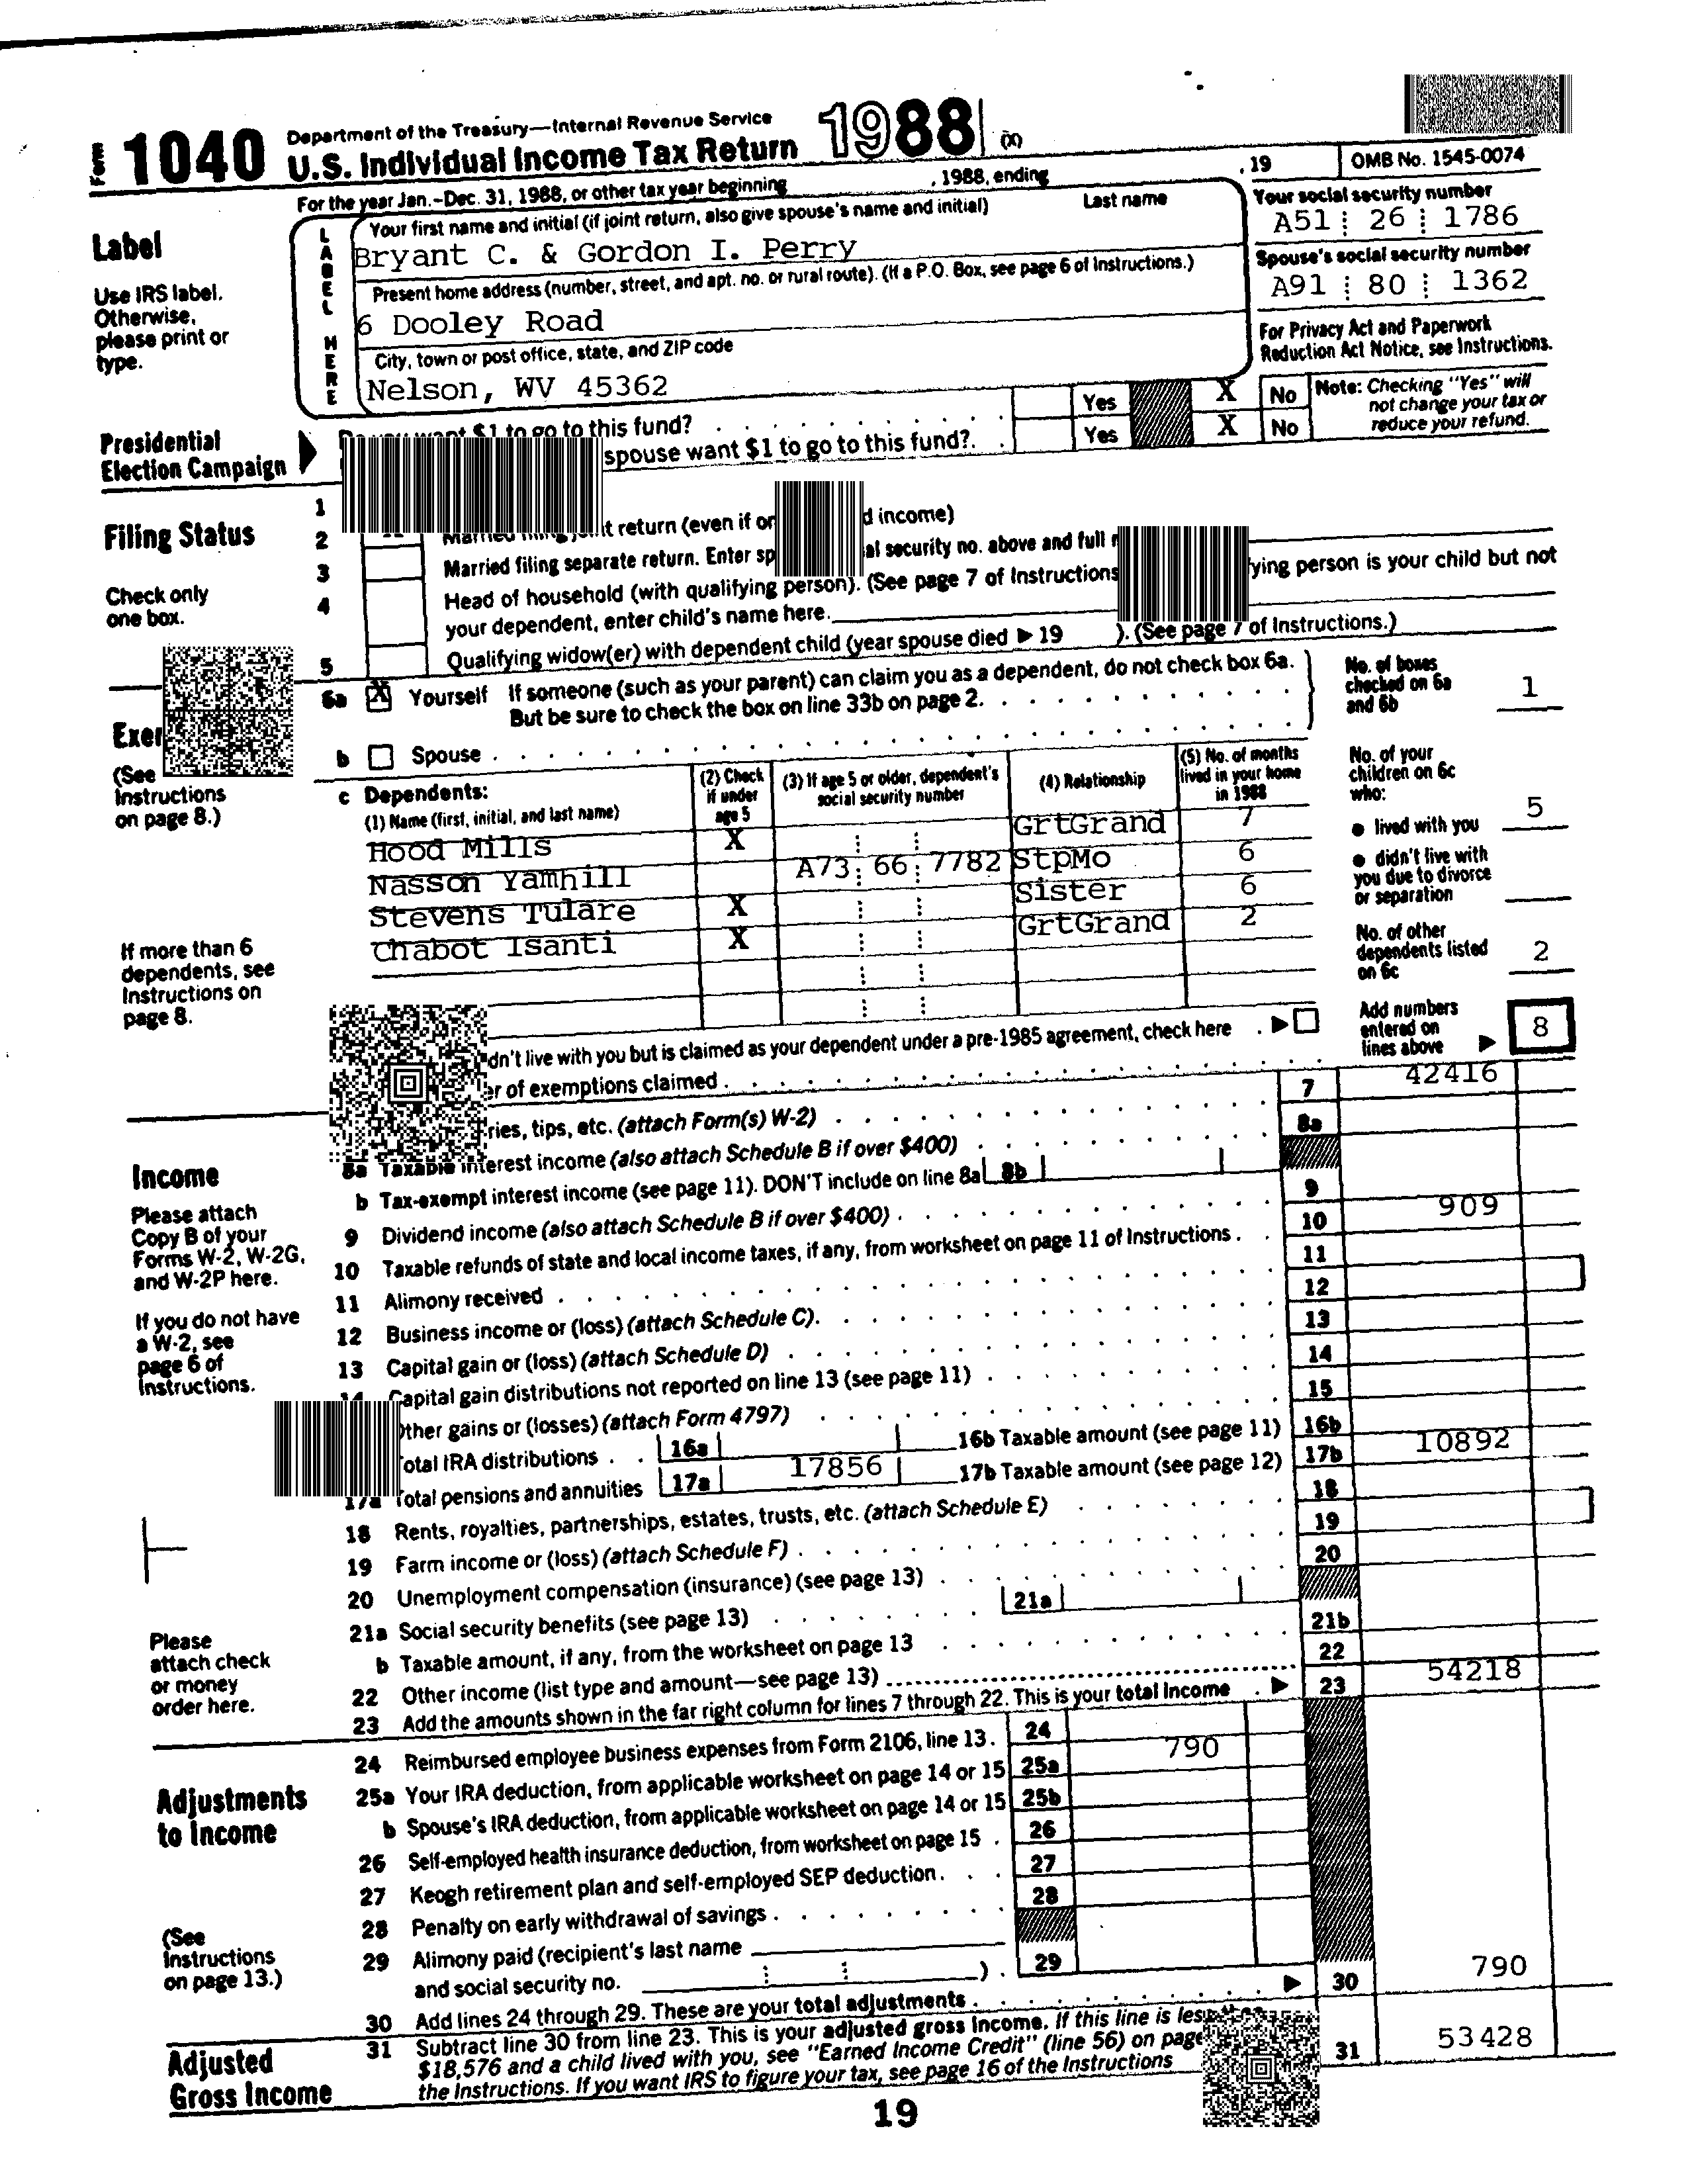 Form 1040 Department of the Treasury—Internal Revenue Service
U.S. Individual Income Tax Return 1988 (X)
For the year Jan.–Dec. 31, 1988, or other tax year beginning , 1988, ending , 19 OMB No. 1545-0074
Label
Use IRS label. Otherwise, please print or type.
LABEL HERE
Your first name and initial (if joint return, also give spouse's name and initial) Last name
Bryant C. & Gordon I. Perry
Your social security number
A51 26 1786
Present home address (number, street, and apt. no. or rural route). (If a P.O. Box, see page 6 of Instructions.)
6 Dooley Road
Spouse's social security number
A91 80 1362
City, town or post office, state, and ZIP code
Nelson, WV 45362
For Privacy Act and Paperwork Reduction Act Notice, see Instructions.
Presidential Election Campaign
want $1 to go to this fund? Yes X No
spouse want $1 to go to this fund? Yes X No
Note: Checking "Yes" will not change your tax or reduce your refund.
Filing Status
Check only one box.
1
2 return (even if income)
3 Married filing separate return. Enter security no. above and full
4 Head of household (with qualifying person). (See page 7 of Instructions person is your child but not
your dependent, enter child's name here.
5 Qualifying widow(er) with dependent child (year spouse died ▶ 19 ). (See page 7 of Instructions.)
(See Instructions on page 8.)
6a X Yourself If someone (such as your parent) can claim you as a dependent, do not check box 6a.
But be sure to check the box on line 33b on page 2.
b Spouse
No. of boxes checked on 6a and 6b 1
c Dependents:
(1) Name (first, initial, and last name) (2) Check if under age 5 (3) If age 5 or older, dependent's social security number (4) Relationship (5) No. of months lived in your home in 1988
Hood Mills X GrtGrand 7
Nasson Yamhill A73 66 7782 StpMo 6
Stevens Tulare X Sister 6
Chabot Isanti X GrtGrand 2
No. of your children on 6c who:
● lived with you 5
● didn't live with you due to divorce or separation
No. of other dependents listed on 6c 2
If more than 6 dependents, see Instructions on page 8.
live with you but is claimed as your dependent under a pre-1985 agreement, check here ▶
of exemptions claimed
Add numbers entered on lines above ▶ 8
Income
Please attach Copy B of your Forms W-2, W-2G, and W-2P here.
If you do not have a W-2, see page 6 of Instructions.
Please attach check or money order here.
tips, etc. (attach Form(s) W-2) 7 42416
8a Taxable interest income (also attach Schedule B if over $400) 8a
b Tax-exempt interest income (see page 11). DON'T include on line 8a 8b
9 Dividend income (also attach Schedule B if over $400) 9
10 Taxable refunds of state and local income taxes, if any, from worksheet on page 11 of Instructions 10 909
11 Alimony received 11
12 Business income or (loss) (attach Schedule C) 12
13 Capital gain or (loss) (attach Schedule D) 13
14 Capital gain distributions not reported on line 13 (see page 11) 14
Other gains or (losses) (attach Form 4797) 15
Total IRA distributions 16a 16b Taxable amount (see page 11) 16b
17a Total pensions and annuities 17a 17856 17b Taxable amount (see page 12) 17b 10892
18 Rents, royalties, partnerships, estates, trusts, etc. (attach Schedule E) 18
19 Farm income or (loss) (attach Schedule F) 19
20 Unemployment compensation (insurance) (see page 13) 20
21a Social security benefits (see page 13) 21a
b Taxable amount, if any, from the worksheet on page 13 21b
22 Other income (list type and amount—see page 13) 22
23 Add the amounts shown in the far right column for lines 7 through 22. This is your total income ▶ 23 54218
Adjustments to Income
(See Instructions on page 13.)
24 Reimbursed employee business expenses from Form 2106, line 13. 24
25a Your IRA deduction, from applicable worksheet on page 14 or 15 25a 790
b Spouse's IRA deduction, from applicable worksheet on page 14 or 15 25b
26 Self-employed health insurance deduction, from worksheet on page 15 26
27 Keogh retirement plan and self-employed SEP deduction 27
28 Penalty on early withdrawal of savings 28
29 Alimony paid (recipient's last name
and social security no. ) 29
30 Add lines 24 through 29. These are your total adjustments ▶ 30 790
Adjusted Gross Income
31 Subtract line 30 from line 23. This is your adjusted gross income. If this line is less than
$18,576 and a child lived with you, see "Earned Income Credit" (line 56) on page
the Instructions. If you want IRS to figure your tax, see page 16 of the Instructions 31 53428
19